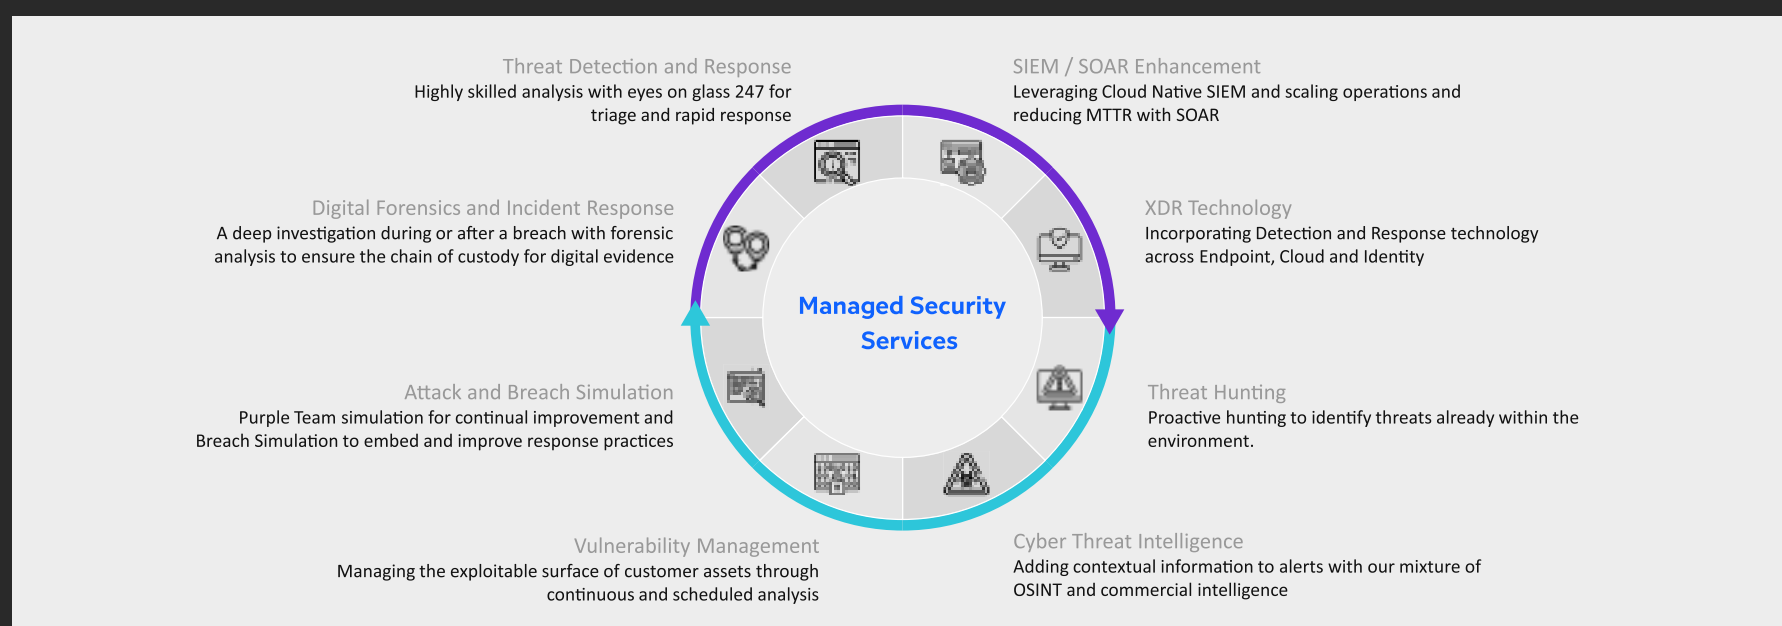 Threat Detection and Response
Highly skilled analysis with eyes on glass 247 for
triage and rapid response
SIEM / SOAR Enhancement
Leveraging Cloud Native SIEM and scaling operations and
reducing MTTR with SOAR
Digital Forensics and Incident Response
A deep investigation during or after a breach with forensic
analysis to ensure the chain of custody for digital evidence
XDR Technology
Incorporating Detection and Response technology
across Endpoint, Cloud and Identity
Managed Security
Services
Attack and Breach Simulation
Purple Team simulation for continual improvement and
Breach Simulation to embed and improve response practices
Threat Hunting
Proactive hunting to identify threats already within the
environment.
Vulnerability Management
Managing the exploitable surface of customer assets through
continuous and scheduled analysis
Cyber Threat Intelligence
Adding contextual information to alerts with our mixture of
OSINT and commercial intelligence